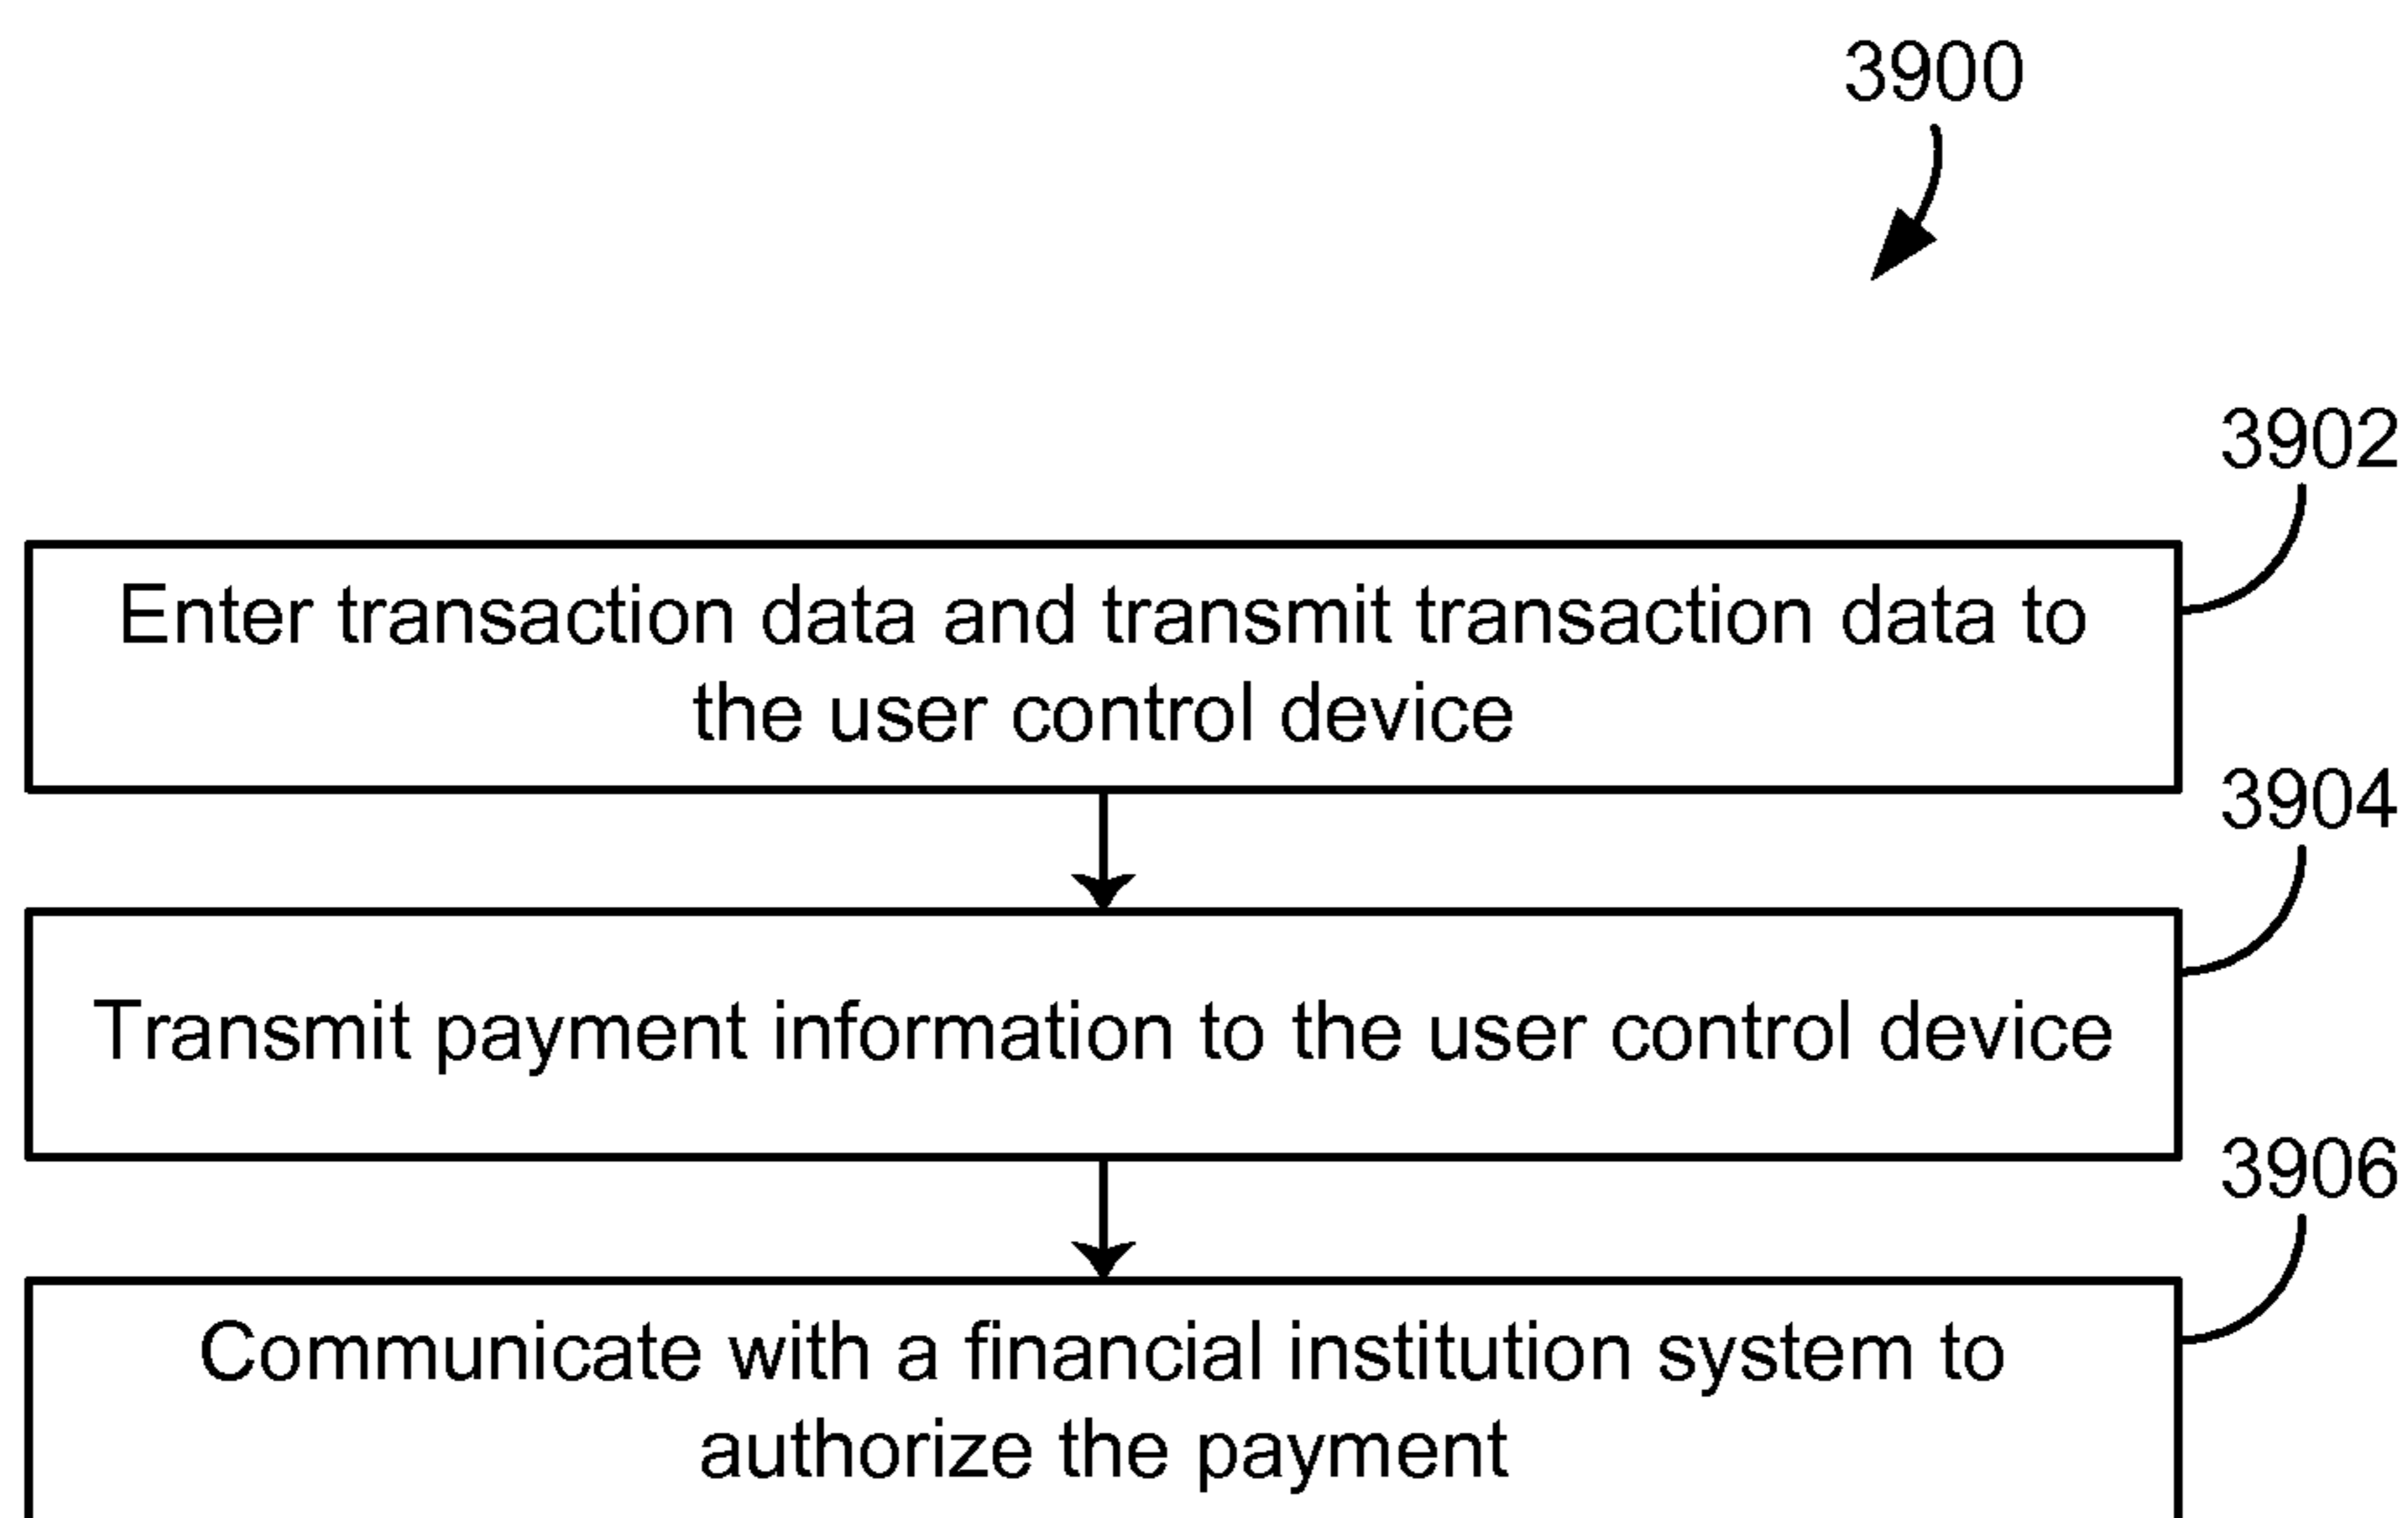 3900
3902
Enter transaction data and transmit transaction data to
the user control device
3904
Transmit payment information to the user control device
3906
Communicate with a financial institution system to
authorize the payment